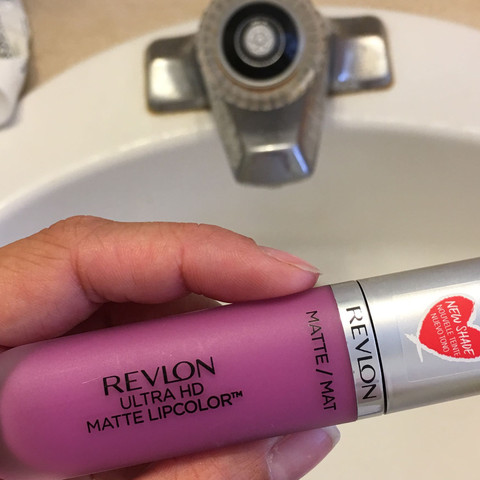 REVLON
ULTRA HD
MATTE LIPCOLOR™
MATTE / MAT
REVLON
NEW SHADE
NOUVELLE TEINTE
NUEVO TONO